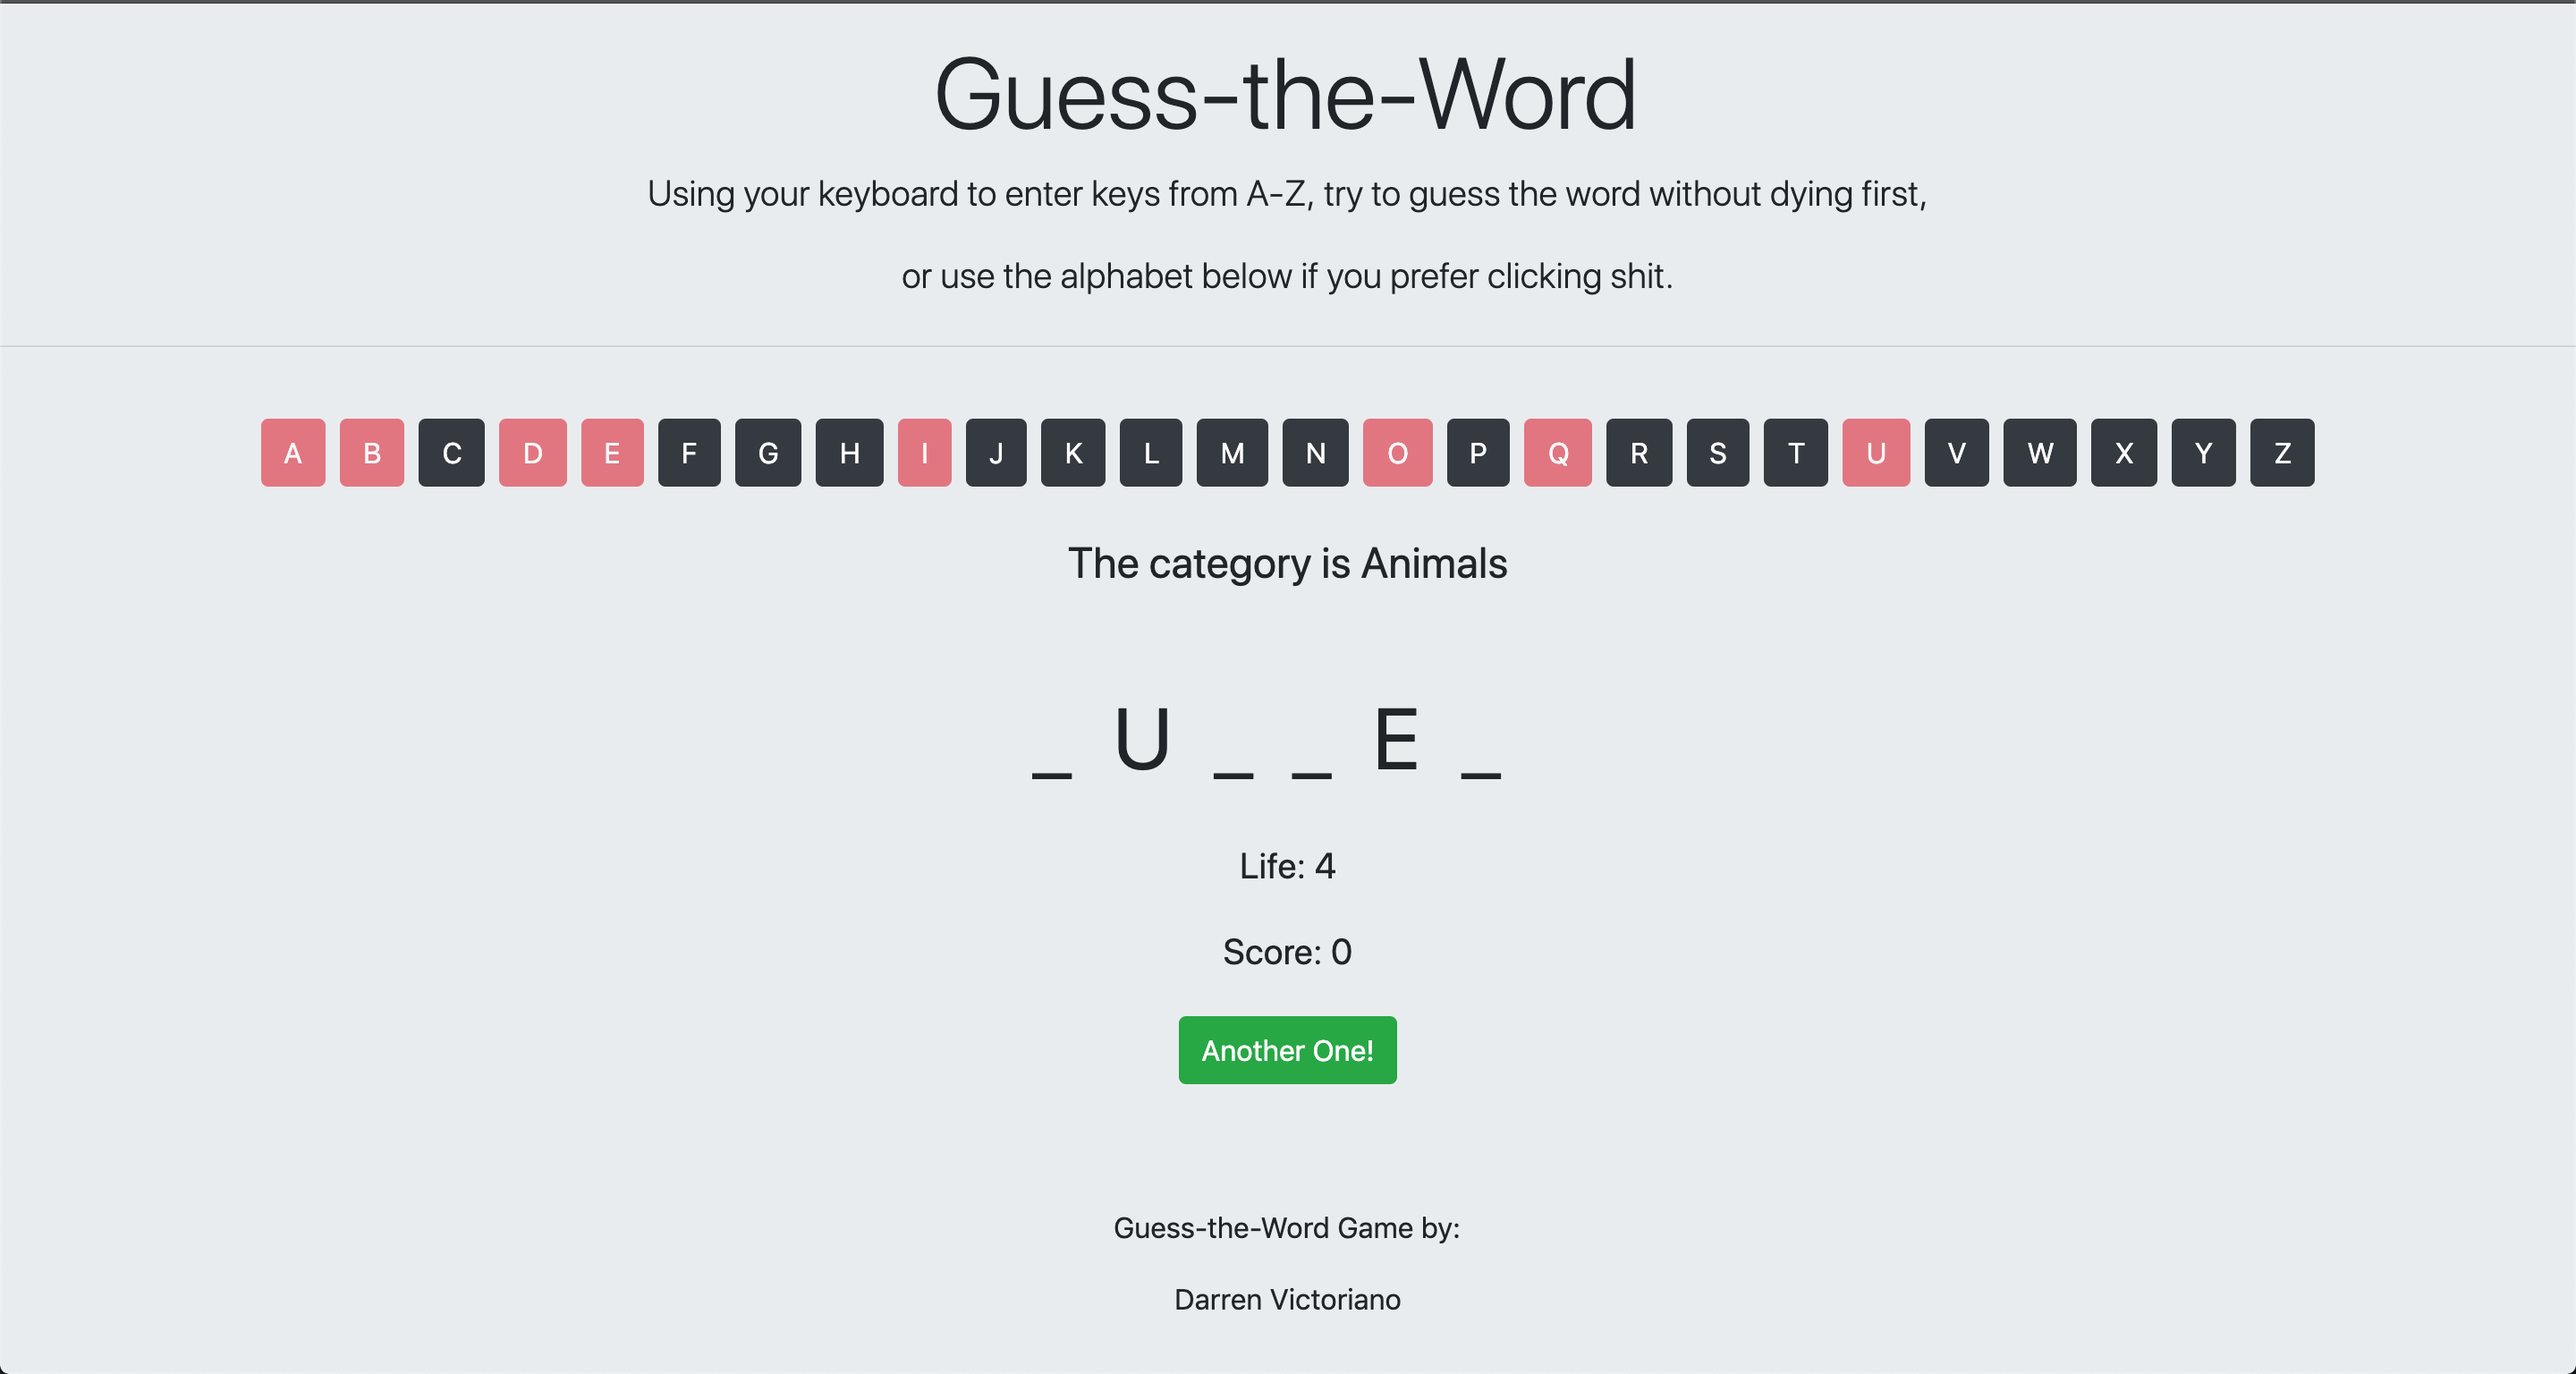 Guess-the-Word
Using your keyboard to enter keys from A-Z, try to guess the word without dying first,
or use the alphabet below if you prefer clicking shit.
A B C D E F G H I J K L M N O P Q R S T U V W X Y Z
The category is Animals
_ U _ _ E _
Life: 4
Score: 0
Another One!
Guess-the-Word Game by:
Darren Victoriano